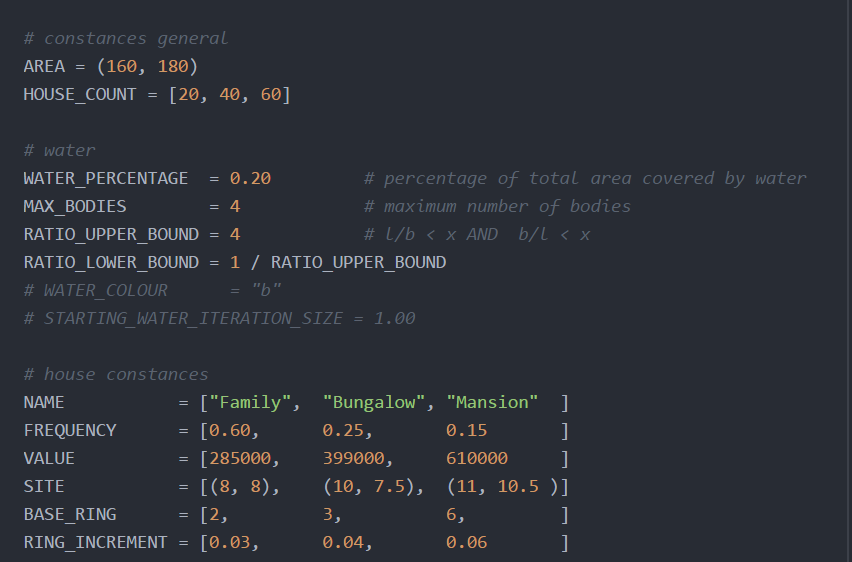 # constances general
AREA = (160, 180)
HOUSE_COUNT = [20, 40, 60]
# water
WATER_PERCENTAGE  = 0.20         # percentage of total area covered by water
MAX_BODIES        = 4            # maximum number of bodies
RATIO_UPPER_BOUND = 4            # l/b < x AND  b/l < x
RATIO_LOWER_BOUND = 1 / RATIO_UPPER_BOUND
# WATER_COLOUR      = "b"
# STARTING_WATER_ITERATION_SIZE = 1.00
# house constances
NAME           = ["Family",  "Bungalow", "Mansion"  ]
FREQUENCY      = [0.60,      0.25,       0.15       ]
VALUE          = [285000,    399000,     610000     ]
SITE           = [(8, 8),    (10, 7.5),  (11, 10.5 )]
BASE_RING      = [2,         3,          6,         ]
RING_INCREMENT = [0.03,      0.04,       0.06       ]